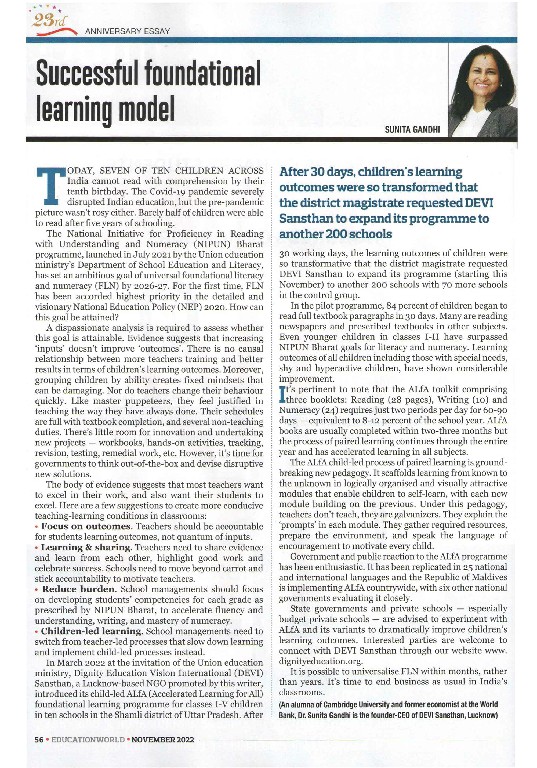 23rd
ANNIVERSARY ESSAY
Successful foundational
learning model
SUNITA GANDHI
TODAY, SEVEN OF TEN CHILDREN ACROSS
India cannot read with comprehension by their
tenth birthday. The Covid-19 pandemic severely
disrupted Indian education, but the pre-pandemic
picture wasn't rosy either. Barely half of children were able
to read after five years of schooling.
The National Initiative for Proficiency in Reading
with Understanding and Numeracy (NIPUN) Bharat
programme, launched in July 2021 by the Union education
ministry's Department of School Education and Literacy,
has set an ambitious goal of universal foundational literacy
and numeracy (FLN) by 2026-27. For the first time, FLN
has been accorded highest priority in the detailed and
visionary National Education Policy (NEP) 2020. How can
this goal be attained?
A dispassionate analysis is required to assess whether
this goal is attainable. Evidence suggests that increasing
'inputs' doesn't improve 'outcomes'. There is no causal
relationship between more teachers training and better
results in terms of children's learning outcomes. Moreover,
grouping children by ability creates fixed mindsets that
can be damaging. Nor do teachers change their behaviour
quickly. Like master puppeteers, they feel justified in
teaching the way they have always done. Their schedules
are full with textbook completion, and several non-teaching
duties. There's little room for innovation and undertaking
new projects — workbooks, hands-on activities, tracking,
revision, testing, remedial work, etc. However, it's time for
governments to think out-of-the-box and devise disruptive
new solutions.
The body of evidence suggests that most teachers want
to excel in their work, and also want their students to
excel. Here are a few suggestions to create more conducive
teaching-learning conditions in classrooms:
• Focus on outcomes. Teachers should be accountable
for students learning outcomes, not quantum of inputs.
• Learning & sharing. Teachers need to share evidence
and learn from each other, highlight good work and
celebrate success. Schools need to move beyond carrot and
stick accountability to motivate teachers.
• Reduce burden. School managements should focus
on developing students' competencies for each grade as
prescribed by NIPUN Bharat, to accelerate fluency and
understanding, writing, and mastery of numeracy.
• Children-led learning. School managements need to
switch from teacher-led processes that slow down learning
and implement child-led processes instead.
In March 2022 at the invitation of the Union education
ministry, Dignity Education Vision International (DEVI)
Sansthan, a Lucknow-based NGO promoted by this writer,
introduced its child-led ALfA (Accelerated Learning for All)
foundational learning programme for classes I-V children
in ten schools in the Shamli district of Uttar Pradesh. After
After 30 days, children's learning
outcomes were so transformed that
the district magistrate requested DEVI
Sansthan to expand its programme to
another 200 schools
30 working days, the learning outcomes of children were
so transformative that the district magistrate requested
DEVI Sansthan to expand its programme (starting this
November) to another 200 schools with 70 more schools
in the control group.
In the pilot programme, 84 percent of children began to
read full textbook paragraphs in 30 days. Many are reading
newspapers and prescribed textbooks in other subjects.
Even younger children in classes I-II have surpassed
NIPUN Bharat goals for literacy and numeracy. Learning
outcomes of all children including those with special needs,
shy and hyperactive children, have shown considerable
improvement.
It's pertinent to note that the ALfA toolkit comprising
three booklets: Reading (28 pages), Writing (10) and
Numeracy (24) requires just two periods per day for 60-90
days — equivalent to 8-12 percent of the school year. ALfA
books are usually completed within two-three months but
the process of paired learning continues through the entire
year and has accelerated learning in all subjects.
The ALfA child-led process of paired learning is ground-
breaking new pedagogy. It scaffolds learning from known to
the unknown in logically organised and visually attractive
modules that enable children to self-learn, with each new
module building on the previous. Under this pedagogy,
teachers don't teach, they are galvanizers. They explain the
'prompts' in each module. They gather required resources,
prepare the environment, and speak the language of
encouragement to motivate every child.
Government and public reaction to the ALfA programme
has been enthusiastic. It has been replicated in 25 national
and international languages and the Republic of Maldives
is implementing ALfA countrywide, with six other national
governments evaluating it closely.
State governments and private schools — especially
budget private schools — are advised to experiment with
ALfA and its variants to dramatically improve children's
learning outcomes. Interested parties are welcome to
connect with DEVI Sansthan through our website www.
dignityeducation.org.
It is possible to universalise FLN within months, rather
than years. It's time to end business as usual in India's
classrooms.
(An alumna of Cambridge University and former economist at the World
Bank, Dr. Sunita Gandhi is the founder-CEO of DEVI Sansthan, Lucknow)
56 • EDUCATIONWORLD • NOVEMBER 2022